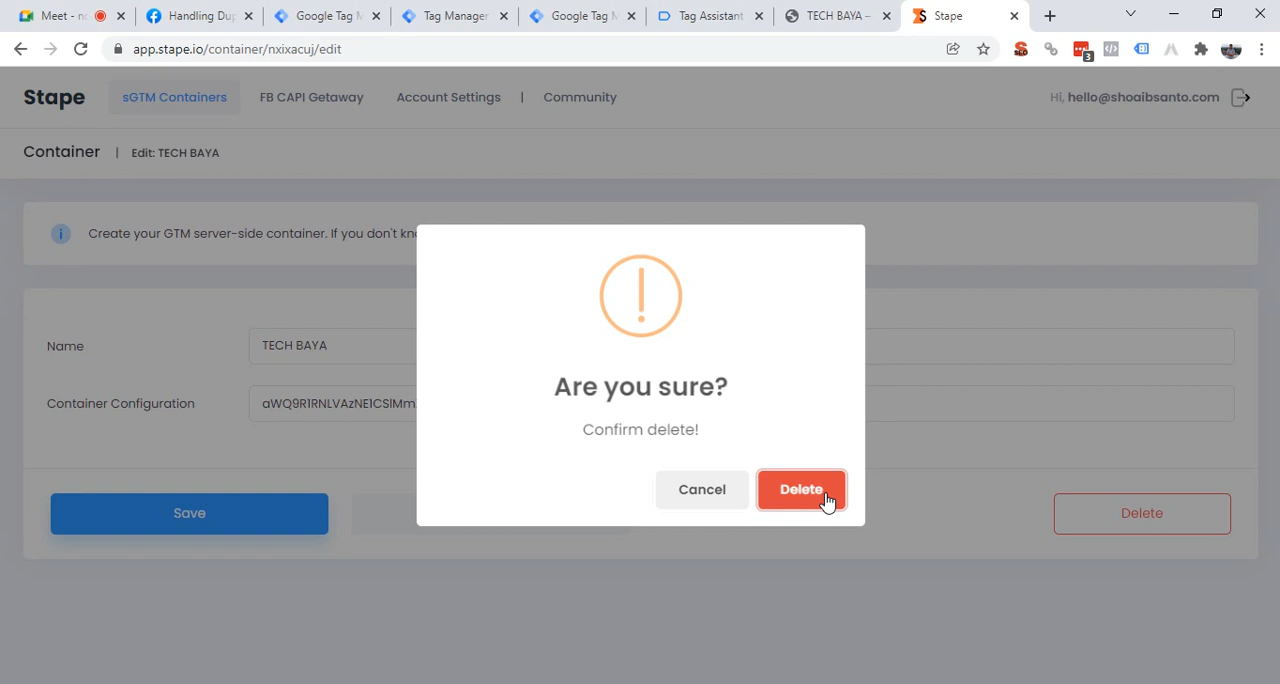 Meet - n
Handling Dup
Google Tag M
Tag Manager
Google Tag M
Tag Assistant
TECH BAYA –
Stape
app.stape.io/container/nxixacuj/edit
3
Stape
sGTM Containers
FB CAPI Getaway
Account Settings
|
Community
Hi, hello@shoaibsanto.com
Container | Edit: TECH BAYA
Create your GTM server-side container. If you don't kno
Name
TECH BAYA
Container Configuration
aWQ9R1RNLVAzNE1CSlMm
Are you sure?
Confirm delete!
Cancel
Delete
Save
Delete